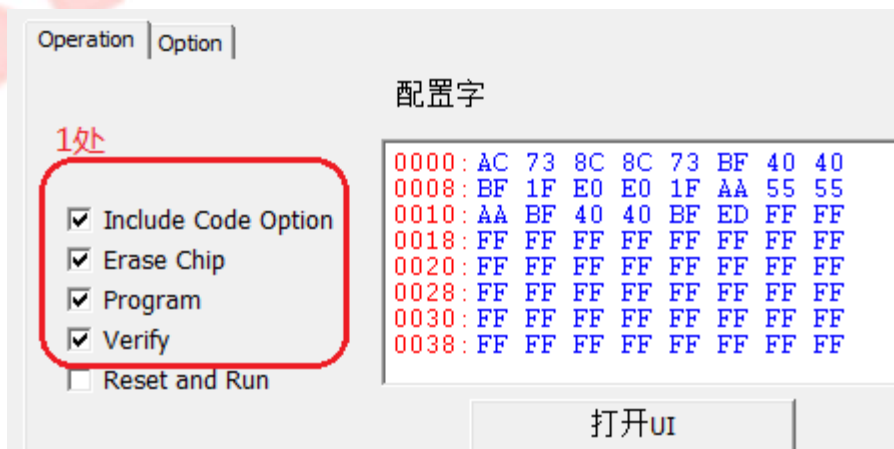 Operation Option
配置字
1处
0000: AC 73 8C 8C 73 BF 40 40
0008: BF 1F E0 E0 1F AA 55 55
0010: AA BF 40 40 BF ED FF FF
0018: FF FF FF FF FF FF FF FF
0020: FF FF FF FF FF FF FF FF
0028: FF FF FF FF FF FF FF FF
0030: FF FF FF FF FF FF FF FF
0038: FF FF FF FF FF FF FF FF
Include Code Option
Erase Chip
Program
Verify
Reset and Run
打开UI